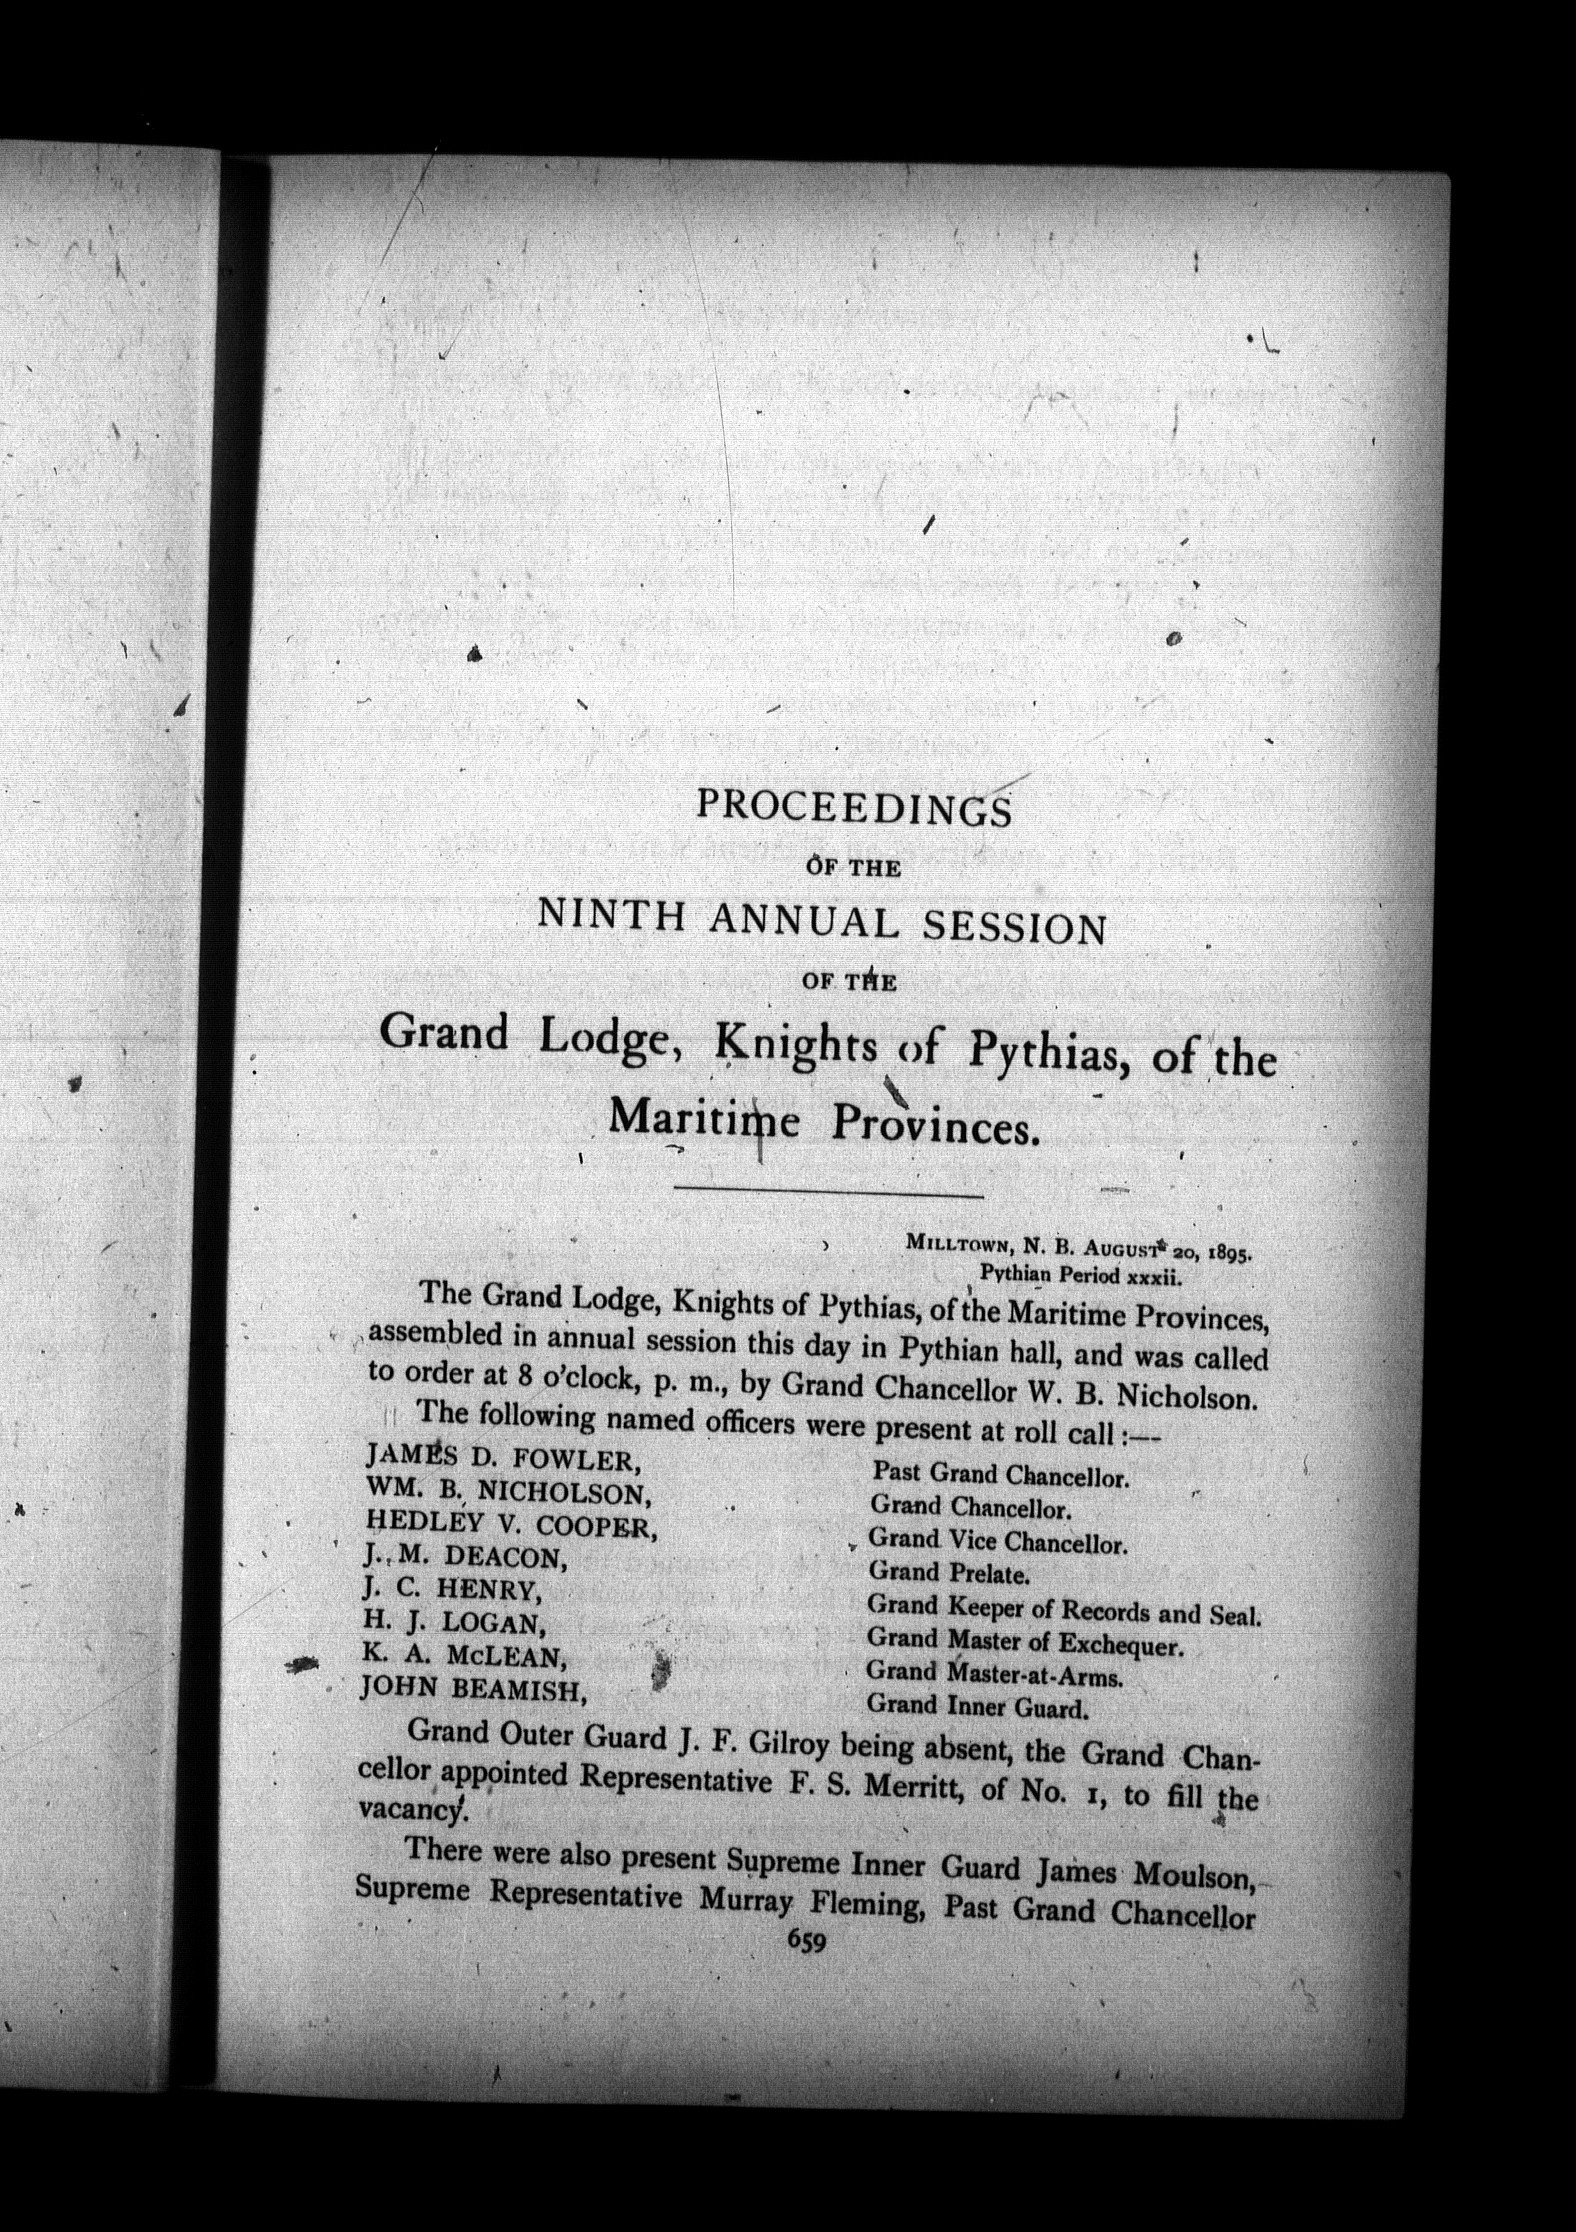 PROCEEDINGS
OF THE
NINTH ANNUAL SESSION
OF THE
Grand Lodge, Knights of Pythias, of the
Maritime Provinces.
MILLTOWN, N. B. AUGUST 20, 1895.
Pythian Period xxxii.
The Grand Lodge, Knights of Pythias, of the Maritime Provinces,
assembled in annual session this day in Pythian hall, and was called
to order at 8 o'clock, p. m., by Grand Chancellor W. B. Nicholson.
The following named officers were present at roll call :—
JAMES D. FOWLER, Past Grand Chancellor.
WM. B. NICHOLSON, Grand Chancellor.
HEDLEY V. COOPER, Grand Vice Chancellor.
J. M. DEACON, Grand Prelate.
J. C. HENRY, Grand Keeper of Records and Seal.
H. J. LOGAN, Grand Master of Exchequer.
K. A. McLEAN, Grand Master-at-Arms.
JOHN BEAMISH, Grand Inner Guard.
Grand Outer Guard J. F. Gilroy being absent, the Grand Chan-
cellor appointed Representative F. S. Merritt, of No. 1, to fill the
vacancy.
There were also present Supreme Inner Guard James Moulson,
Supreme Representative Murray Fleming, Past Grand Chancellor
659